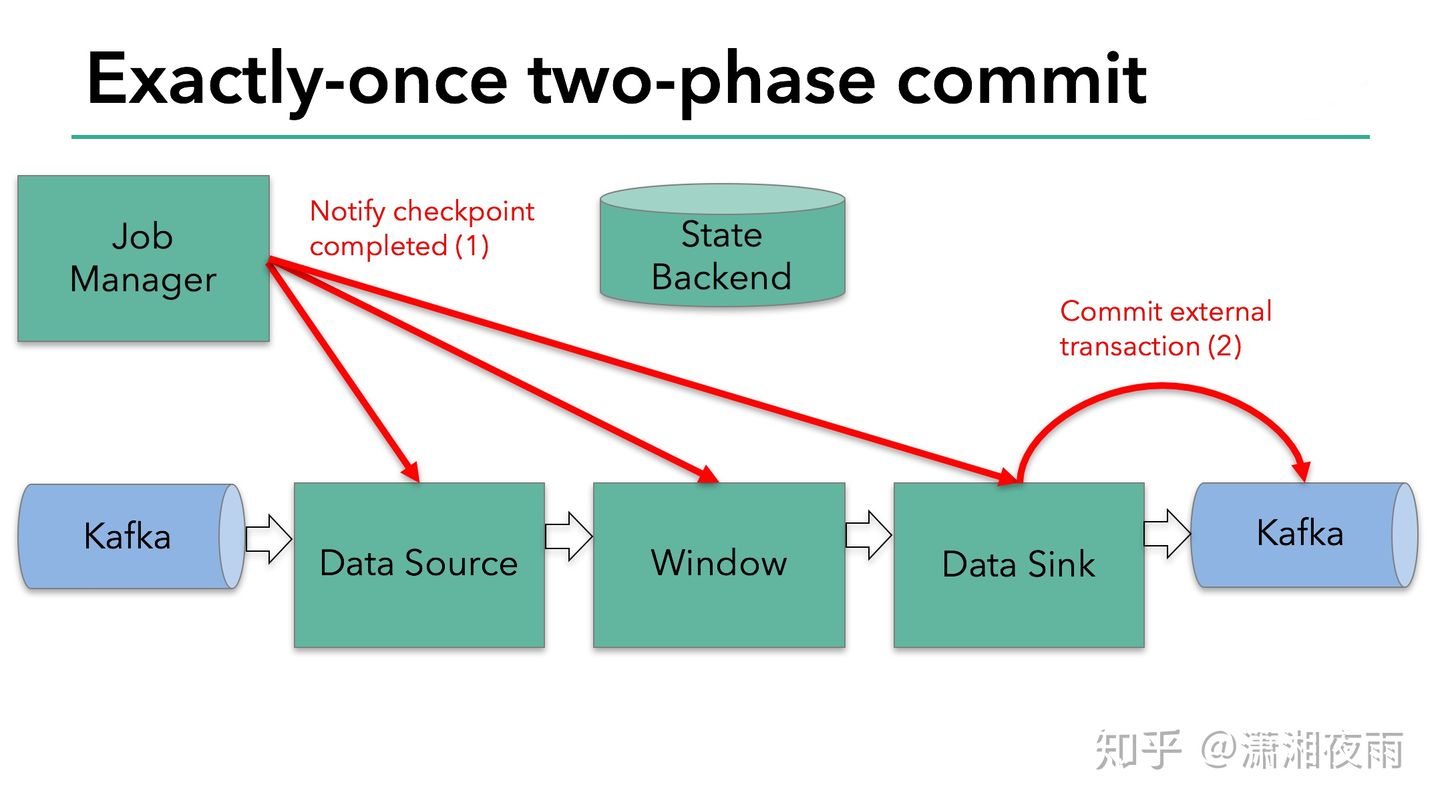 Exactly-once two-phase commit
Job
Manager
Notify checkpoint
completed (1)
State
Backend
Commit external
transaction (2)
Kafka
Data Source
Window
Data Sink
Kafka
知乎 @潇湘夜雨